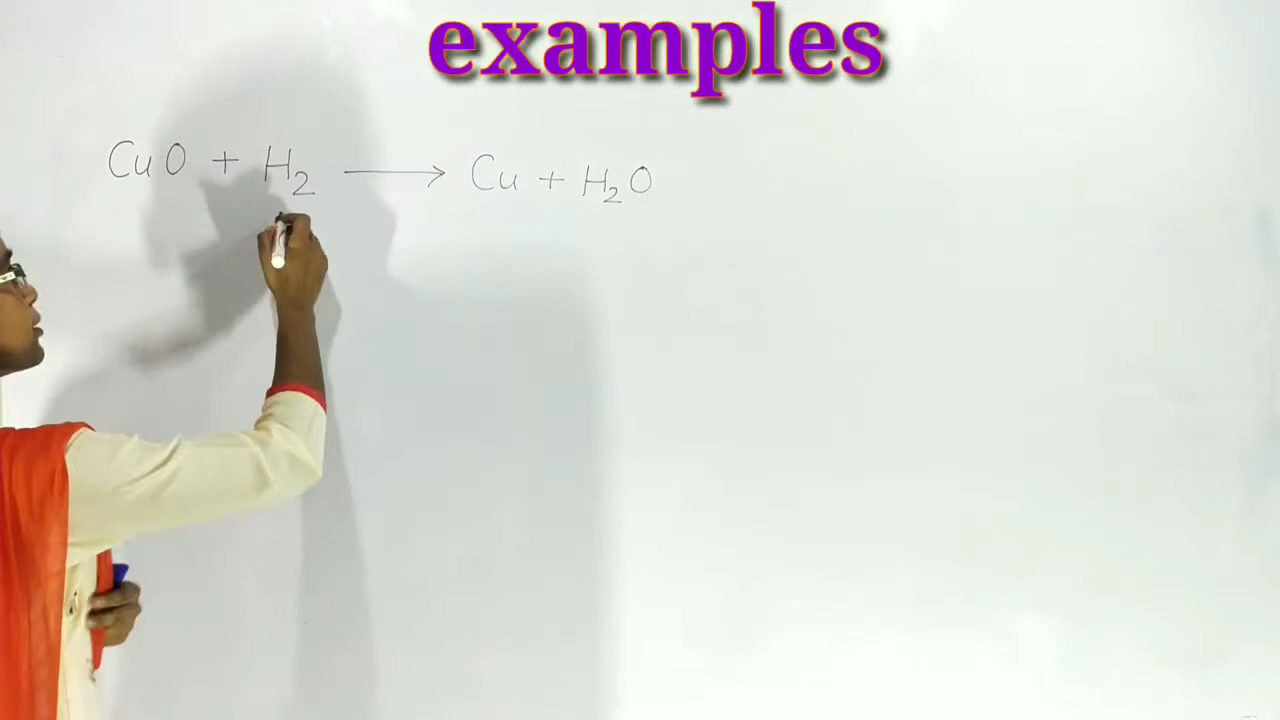 examples
CuO + H₂ ⟶ Cu + H₂O